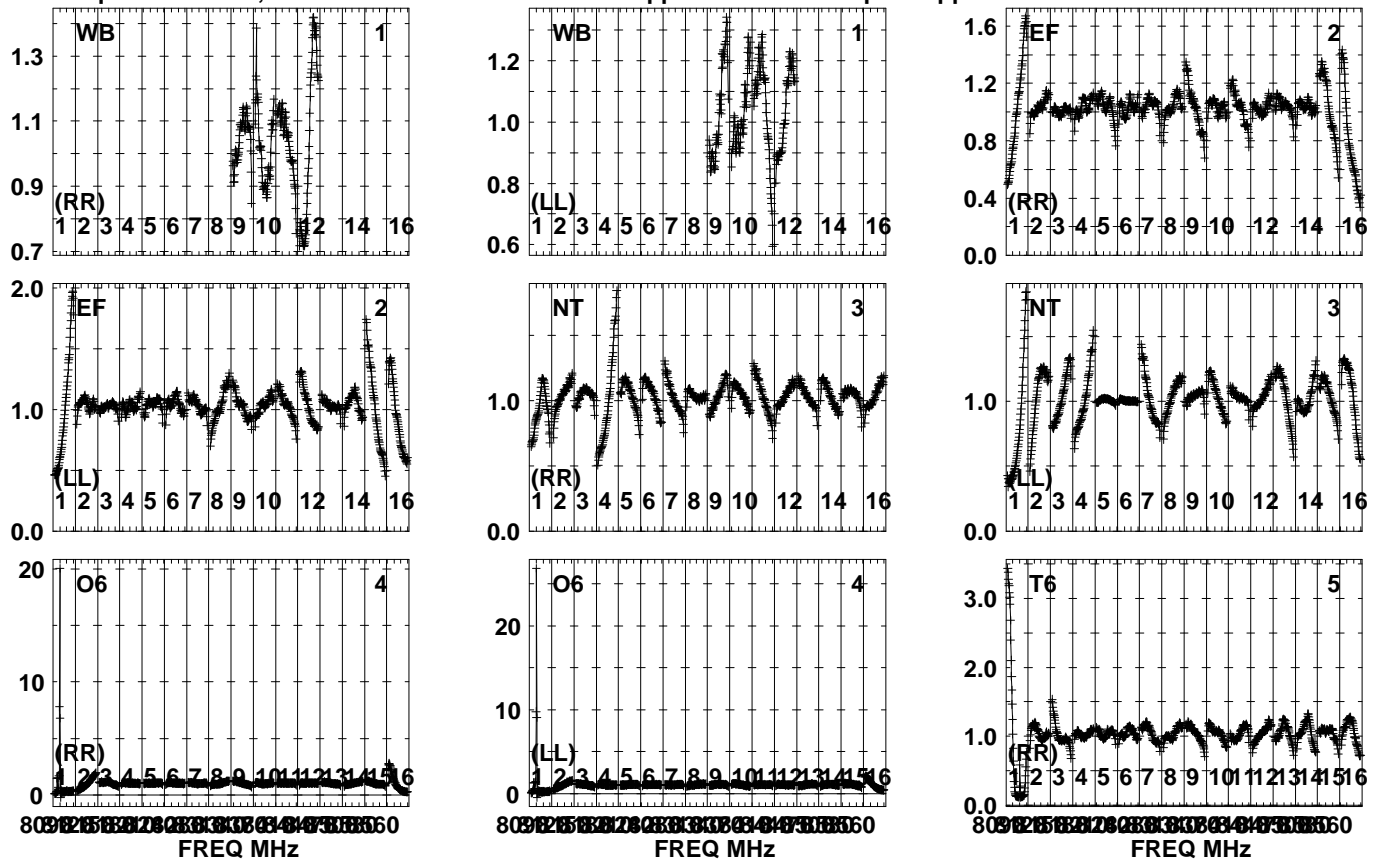 WB 1
1.3
1.1
0.9
0.7
(RR)
1 2 3 4 5 6 7 8 9 10 12 14 16
WB 1
1.2
1.0
0.8
0.6
(LL)
1 2 3 4 5 6 7 8 9 10 12 14 16
EF 2
1.6
1.2
0.8
0.4
0.0
(RR)
1 2 3 4 5 6 7 8 9 10 12 14 16
EF 2
2.0
1.0
0.0
(LL)
1 2 3 4 5 6 7 8 9 10 12 14 16
NT 3
1.0
0.0
(RR)
1 2 3 4 5 6 7 8 9 10 12 14 16
NT 3
1.0
0.0
(LL)
1 2 3 4 5 6 7 8 9 10 12 14 16
O6 4
20
10
0
(RR)
1 2 3 4 5 6 7 8 9 10 11 12 13 14 15 16
FREQ MHz
O6 4
20
10
0
(LL)
1 2 3 4 5 6 7 8 9 10 11 12 13 14 15 16
FREQ MHz
T6 5
3.0
2.0
1.0
0.0
(RR)
1 2 3 4 5 6 7 8 9 10 11 12 13 14 15 16
FREQ MHz